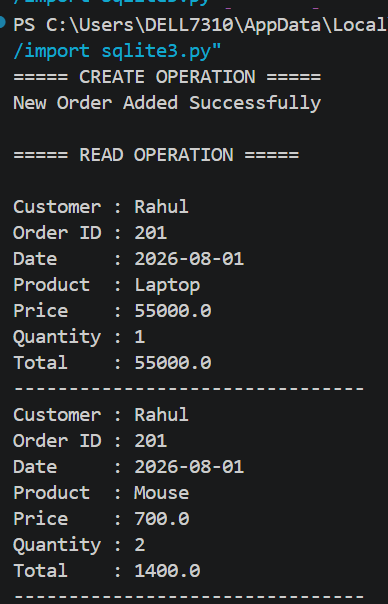 PS C:\Users\DELL7310\AppData\Local
/import sqlite3.py"
===== CREATE OPERATION =====
New Order Added Successfully

===== READ OPERATION =====

Customer : Rahul
Order ID : 201
Date     : 2026-08-01
Product  : Laptop
Price    : 55000.0
Quantity : 1
Total    : 55000.0
--------------------------------
Customer : Rahul
Order ID : 201
Date     : 2026-08-01
Product  : Mouse
Price    : 700.0
Quantity : 2
Total    : 1400.0
--------------------------------